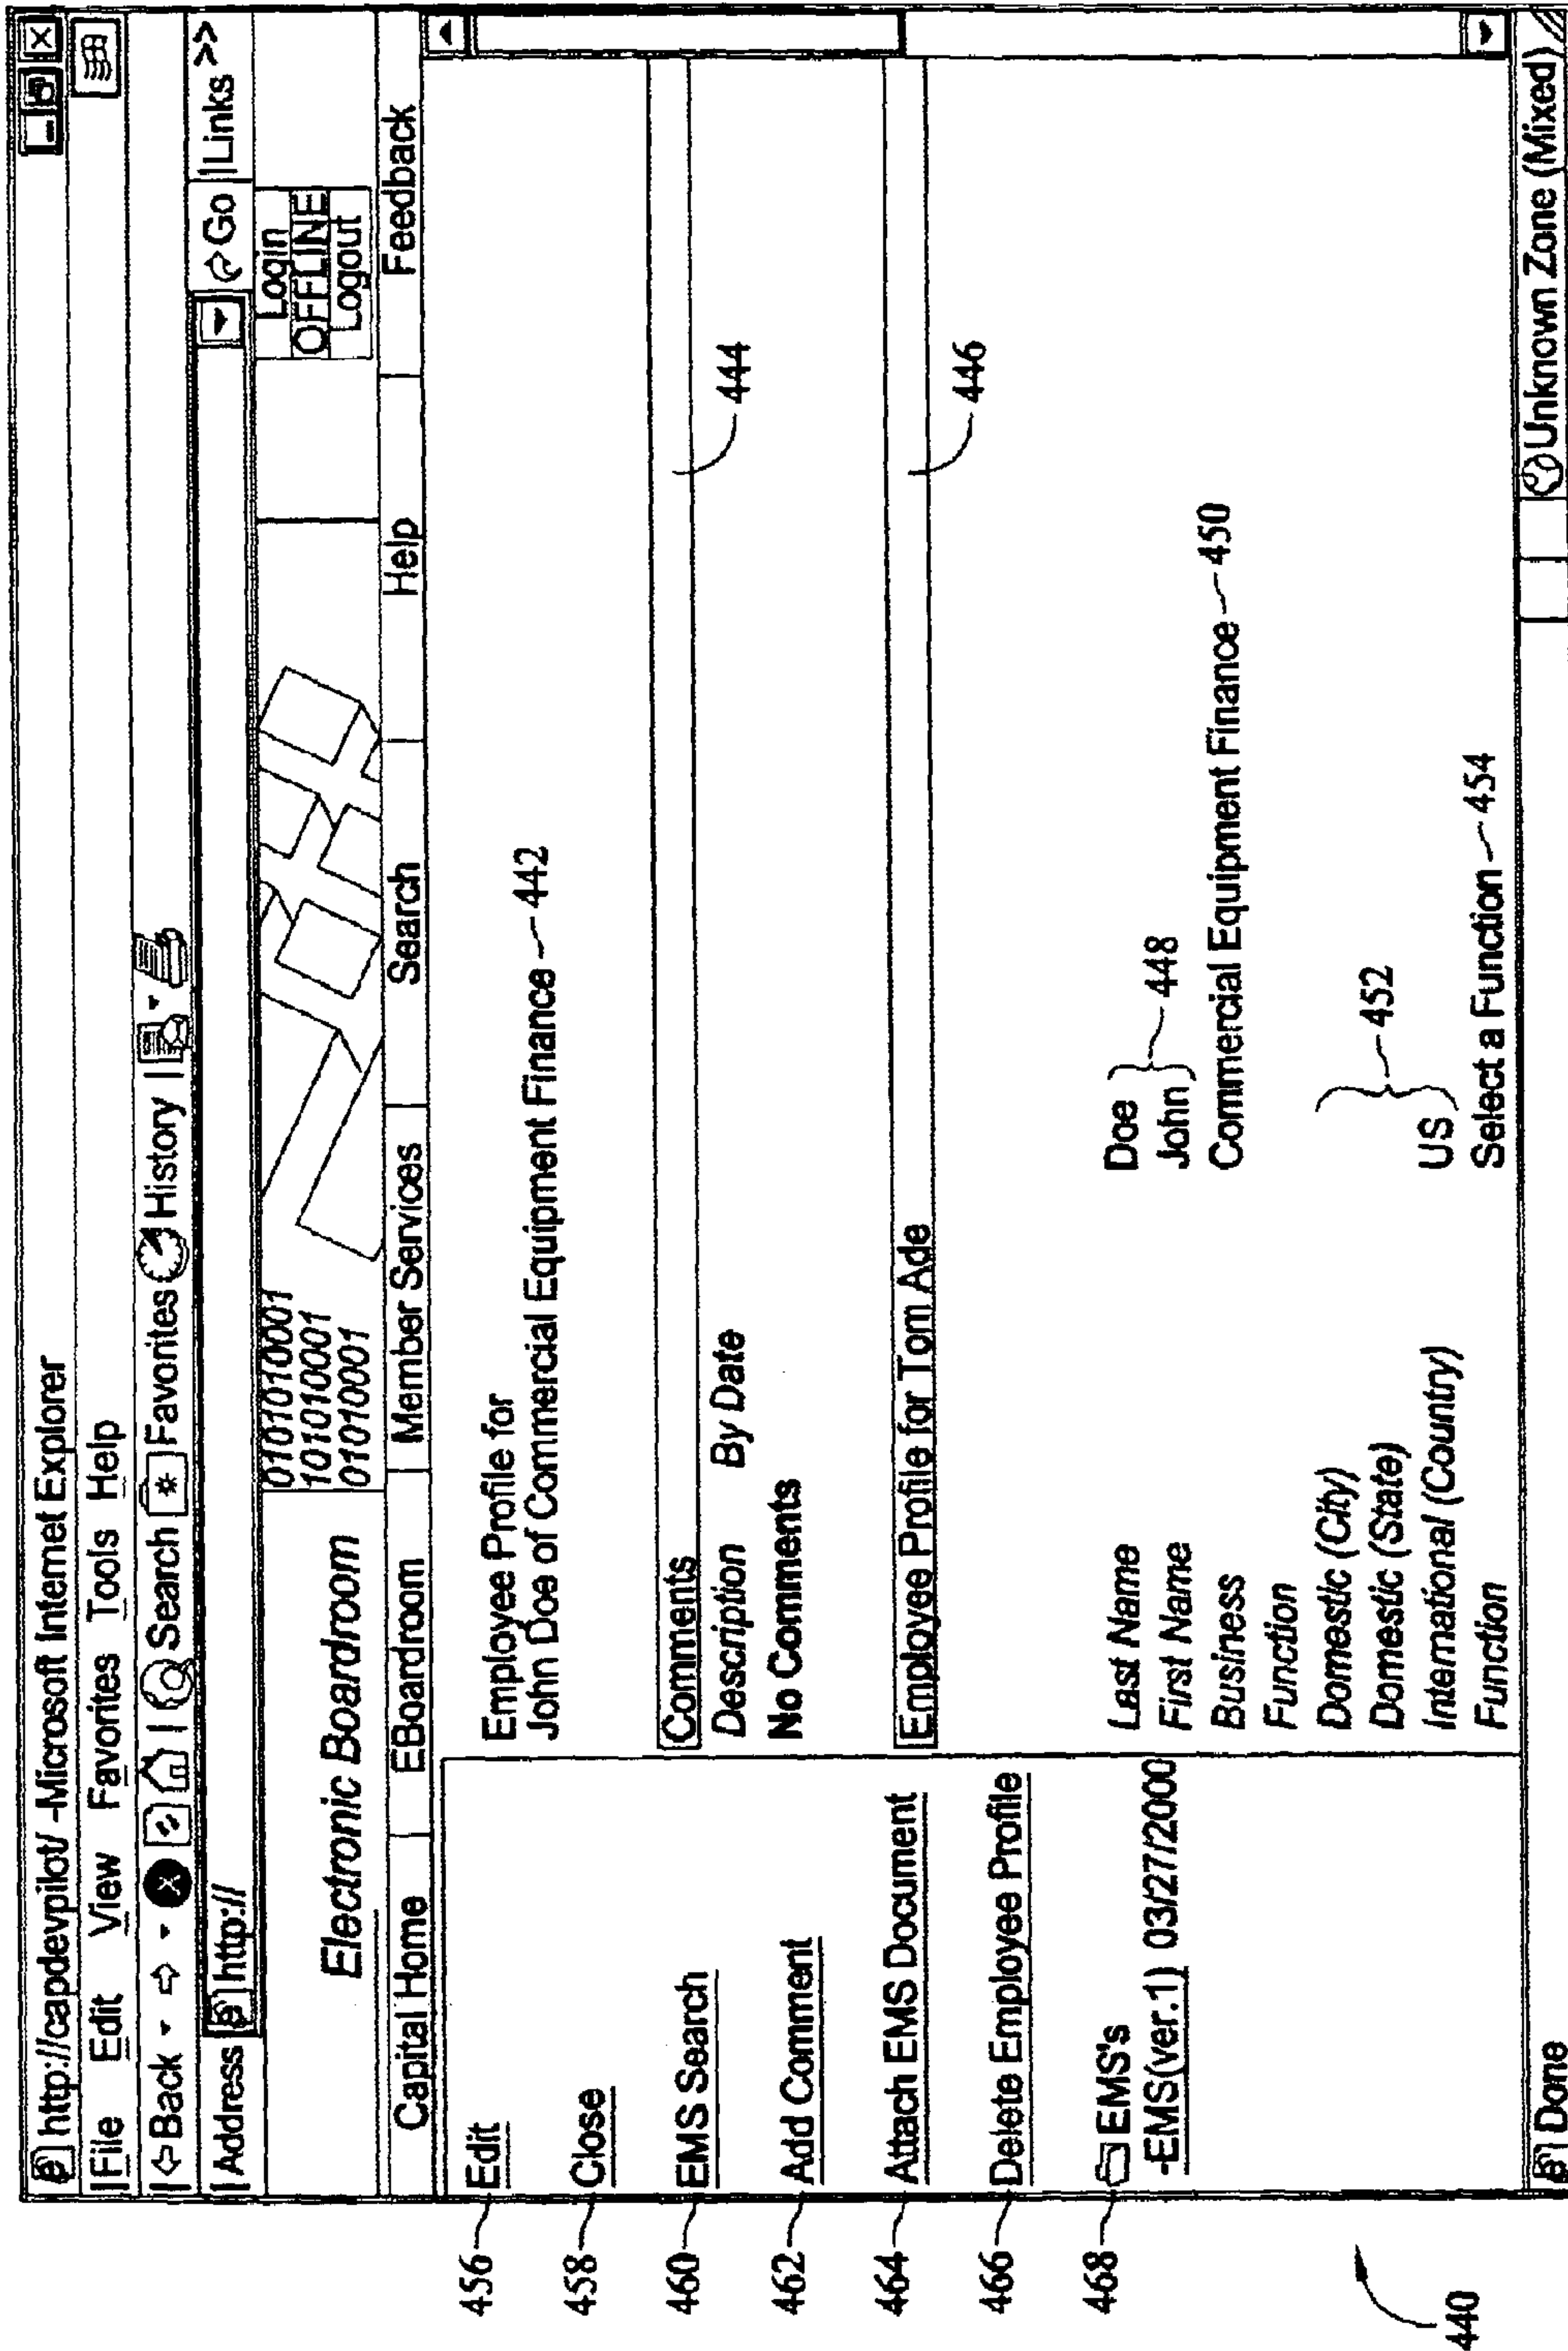 http://capdevpilot/ -Microsoft Internet Explorer
File Edit View Favorites Tools Help
Back Search Favorites History
Address http:// Go Links >>
Electronic Boardroom
010101001
10101001
01010001
Login
OFFLINE
Logout
Capital Home EBoardroom Member Services Search Help Feedback
456 Edit
458 Close
460 EMS Search
462 Add Comment
464 Attach EMS Document
466 Delete Employee Profile
468 EMS's
-EMS(ver.1) 03/27/2000
Employee Profile for
John Doe of Commercial Equipment Finance 442
Comments 444
Description By Date
No Comments
Employee Profile for Tom Ade 446
Last Name Doe
First Name John 448
Business Commercial Equipment Finance 450
Function
Domestic (City)
Domestic (State) 452
International (Country) US
Function Select a Function 454
Done Unknown Zone (Mixed)
440